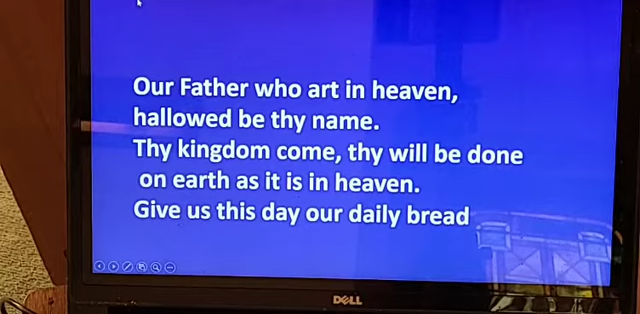 Our Father who art in heaven,
hallowed be thy name.
Thy kingdom come, thy will be done
on earth as it is in heaven.
Give us this day our daily bread
DELL